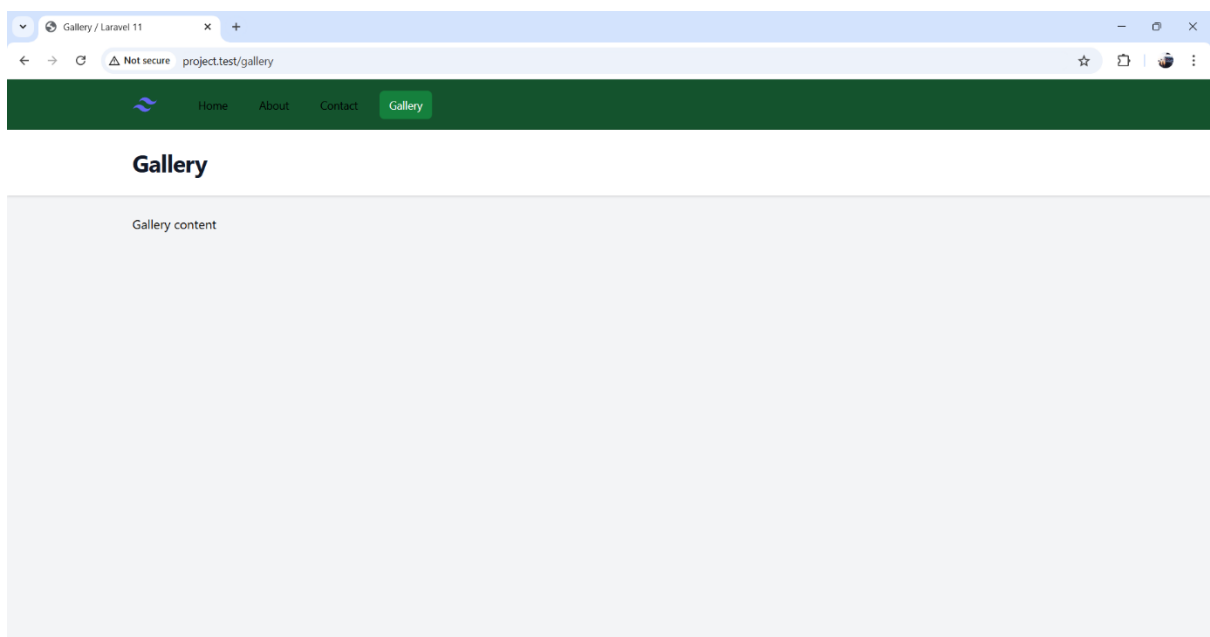 Gallery / Laravel 11
Not secure project.test/gallery
Home About Contact Gallery
Gallery
Gallery content